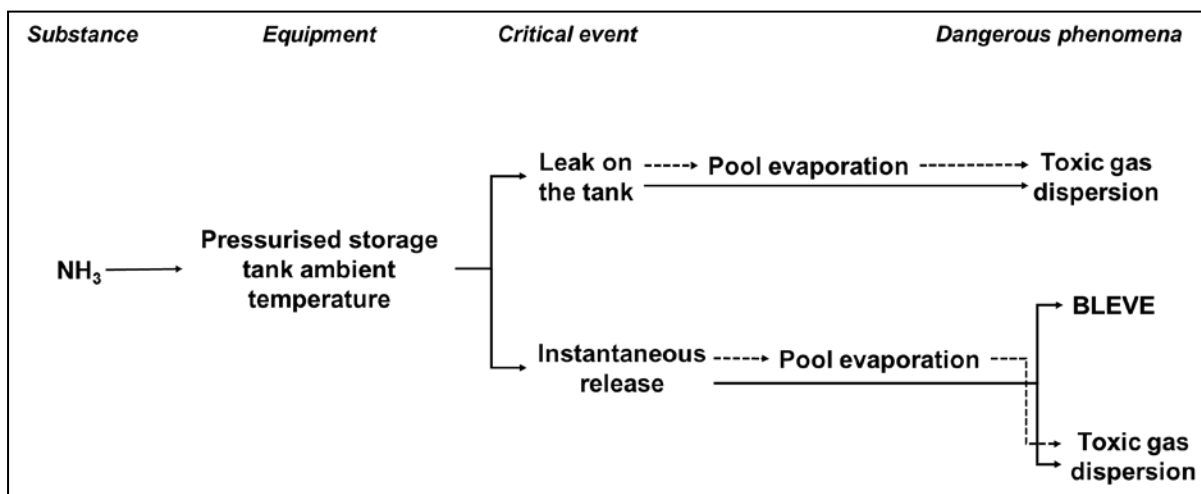 Substance Equipment Critical event Dangerous phenomena
Leak on
the tank
Pool evaporation
Toxic gas
dispersion
NH₃
Pressurised storage
tank ambient
temperature
BLEVE
Instantaneous
release
Pool evaporation
Toxic gas
dispersion